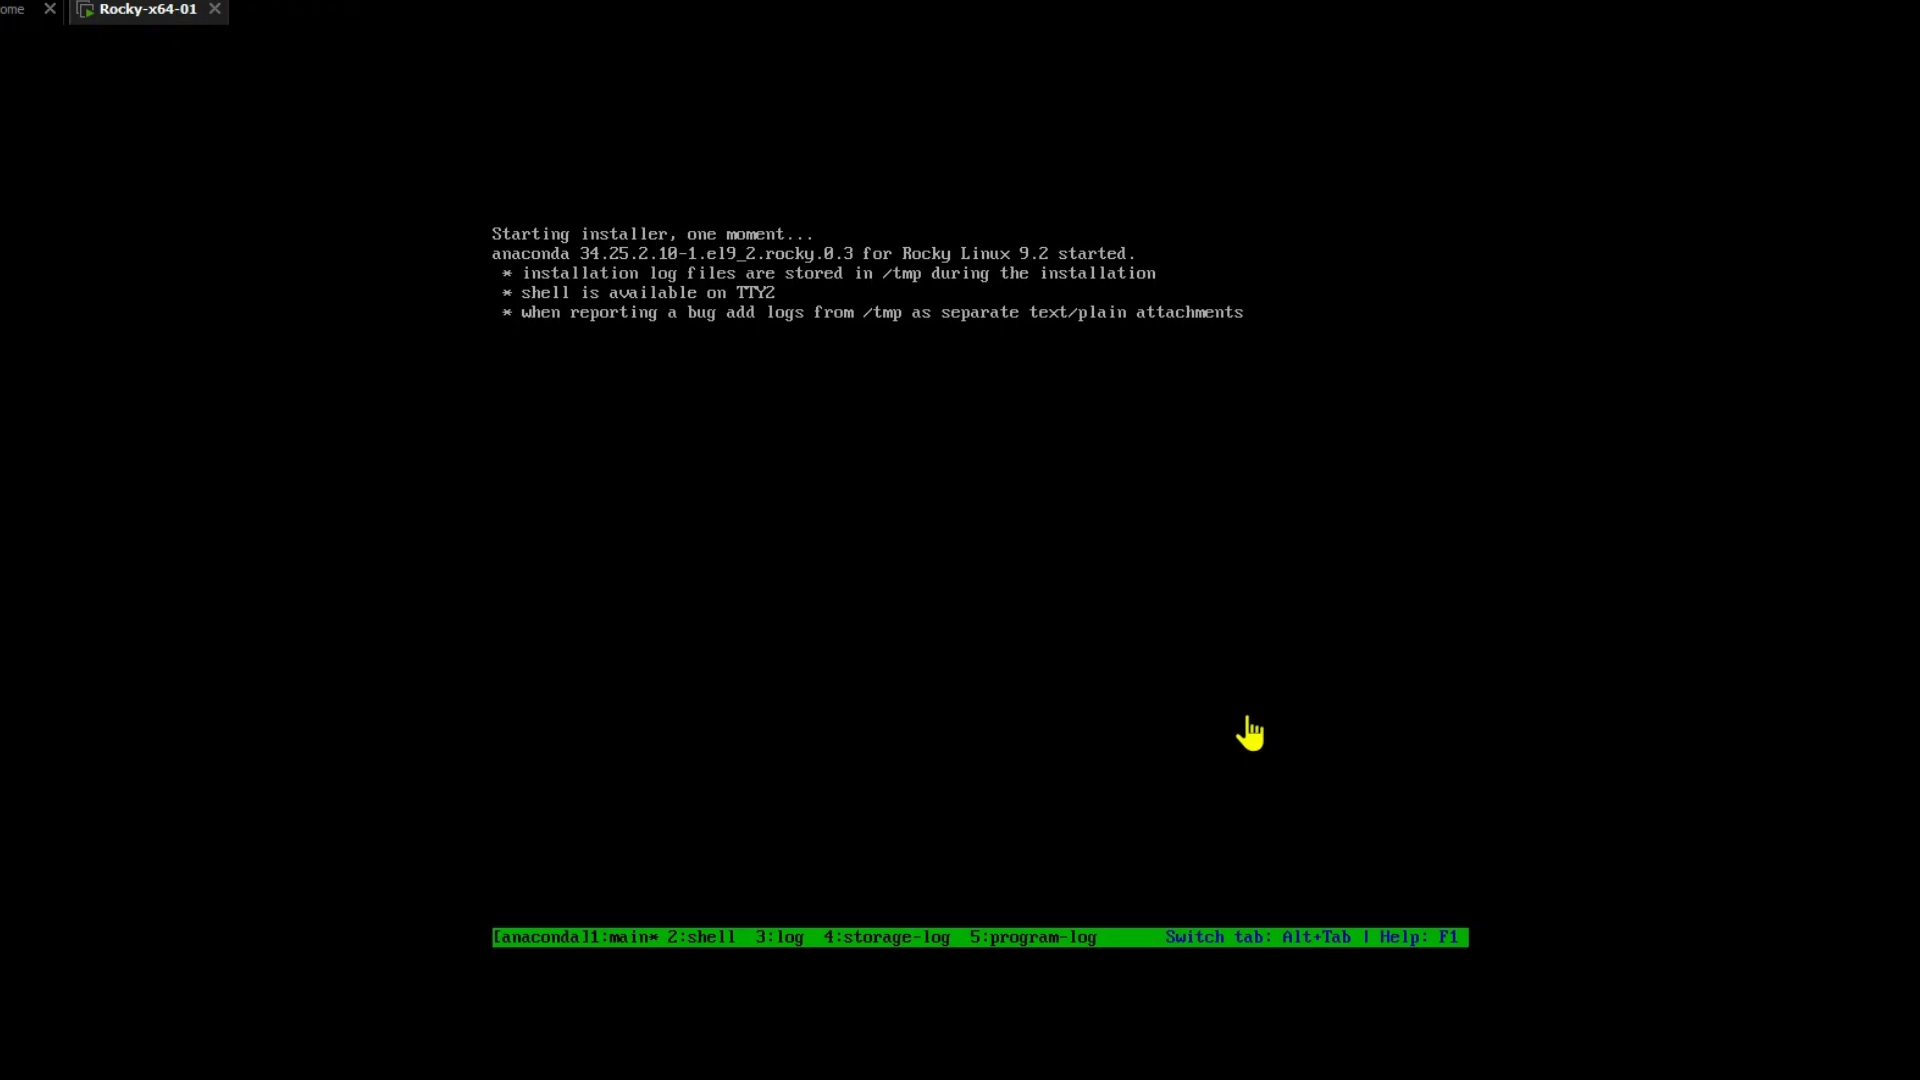 ome
Rocky-x64-01
Starting installer, one moment...
anaconda 34.25.2.10-1.el9_2.rocky.0.3 for Rocky Linux 9.2 started.
* installation log files are stored in /tmp during the installation
* shell is available on TTY2
* when reporting a bug add logs from /tmp as separate text/plain attachments
[anaconda]1:main* 2:shell 3:log 4:storage-log 5:program-log Switch tab: Alt+Tab | Help: F1